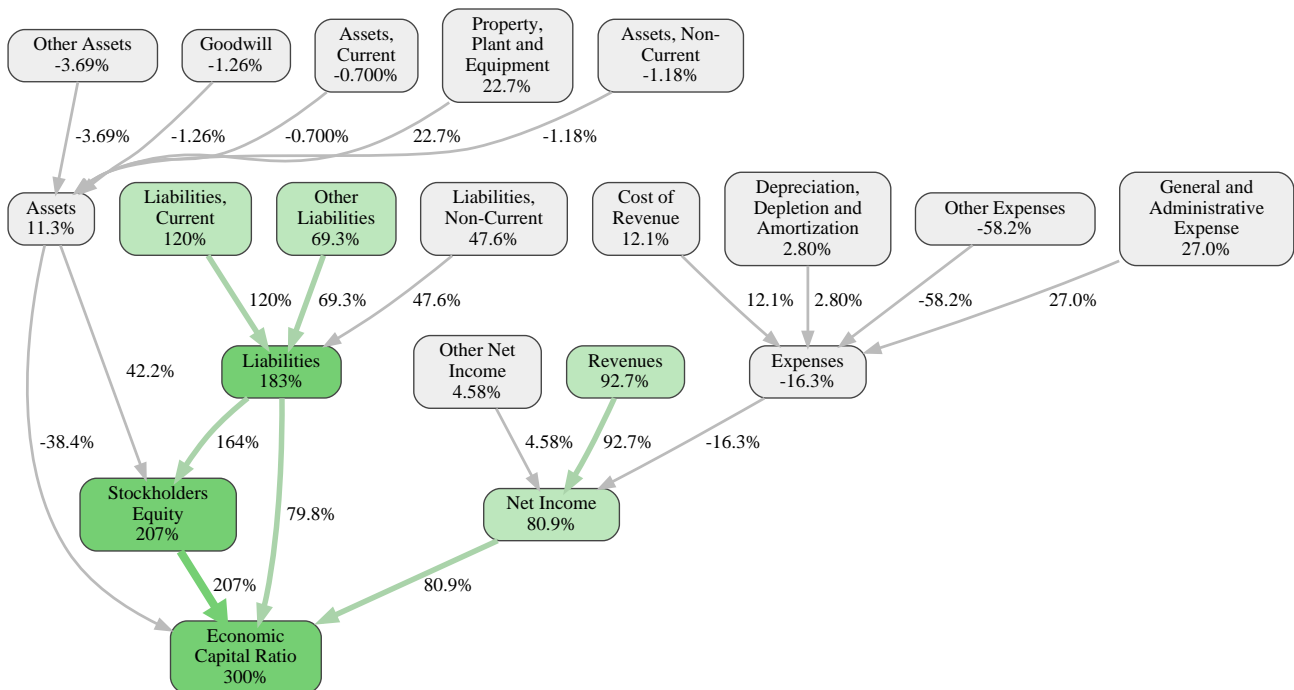 Other Assets
-3.69%
Goodwill
-1.26%
Assets,
Current
-0.700%
Property,
Plant and
Equipment
22.7%
Assets, Non-
Current
-1.18%
-3.69%
-1.26%
-0.700%
22.7%
-1.18%
Assets
11.3%
Liabilities,
Current
120%
Other
Liabilities
69.3%
Liabilities,
Non-Current
47.6%
Cost of
Revenue
12.1%
Depreciation,
Depletion and
Amortization
2.80%
Other Expenses
-58.2%
General and
Administrative
Expense
27.0%
120%
69.3%
47.6%
12.1%
2.80%
-58.2%
27.0%
Liabilities
183%
Other Net
Income
4.58%
Revenues
92.7%
Expenses
-16.3%
42.2%
-38.4%
164%
4.58%
92.7%
-16.3%
Stockholders
Equity
207%
79.8%
Net Income
80.9%
207%
80.9%
Economic
Capital Ratio
300%